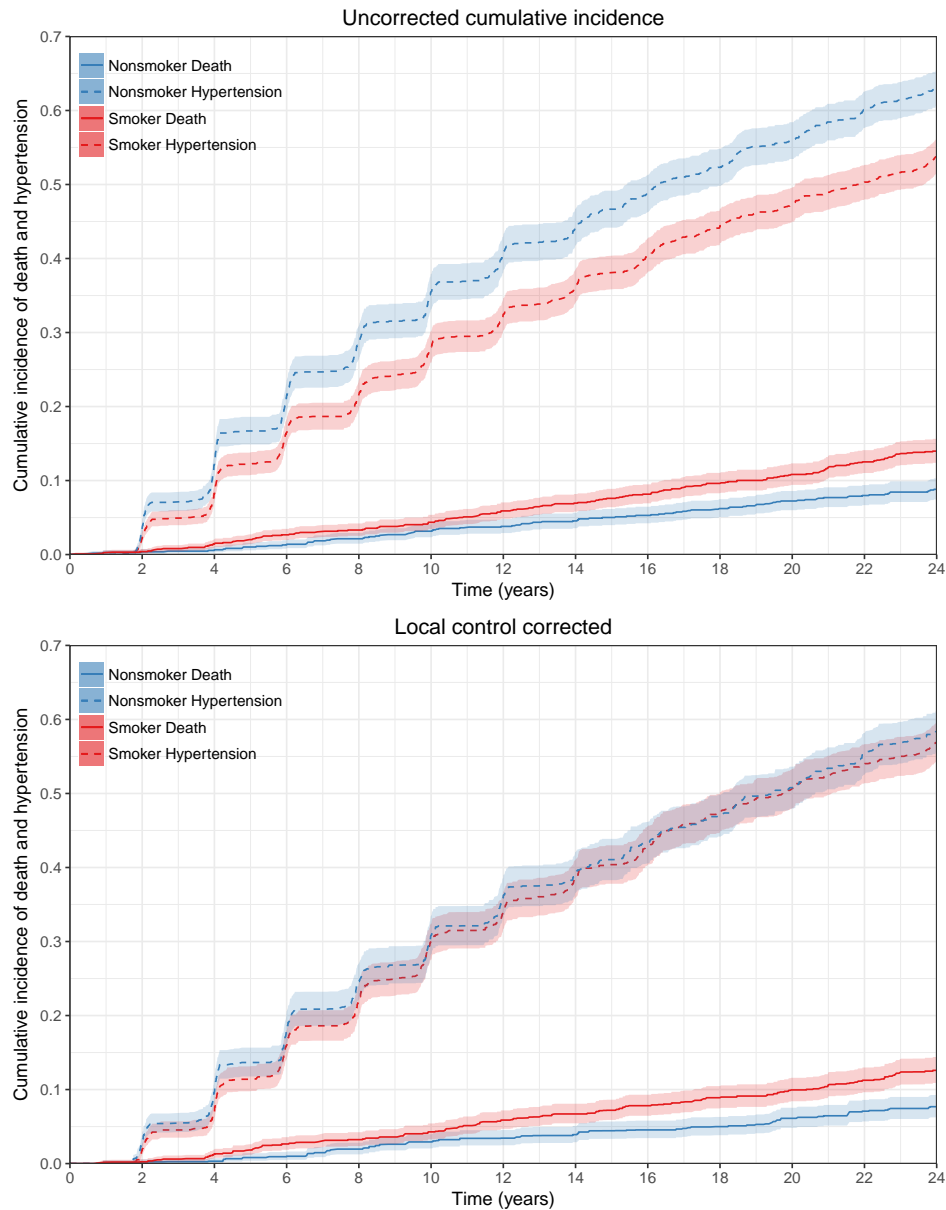 Uncorrected cumulative incidence
Cumulative incidence of death and hypertension
0.7
0.6
0.5
0.4
0.3
0.2
0.1
0.0
Nonsmoker Death
Nonsmoker Hypertension
Smoker Death
Smoker Hypertension
0 2 4 6 8 10 12 14 16 18 20 22 24
Time (years)
Local control corrected
Cumulative incidence of death and hypertension
0.7
0.6
0.5
0.4
0.3
0.2
0.1
0.0
Nonsmoker Death
Nonsmoker Hypertension
Smoker Death
Smoker Hypertension
0 2 4 6 8 10 12 14 16 18 20 22 24
Time (years)